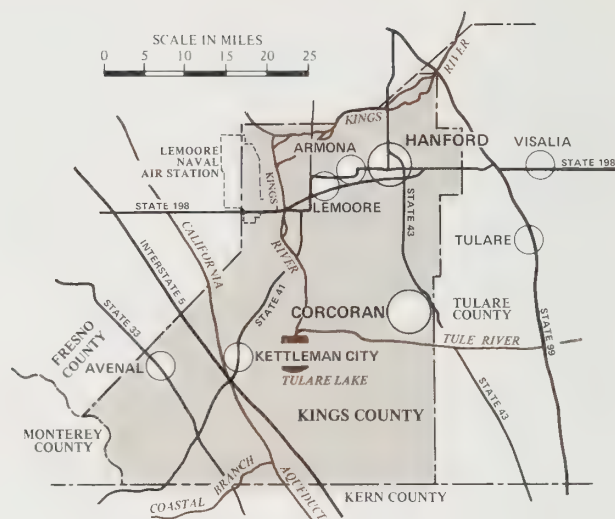 SCALE IN MILES
0 5 10 15 20 25
KINGS
RIVER
LEMOORE
NAVAL
AIR STATION
ARMONA
HANFORD
VISALIA
STATE 198
KINGS
RIVER
LEMOORE
STATE 198
STATE 43
CALIFORNIA
AQUEDUCT
INTERSTATE 5
STATE 41
TULARE
CORCORAN
TULARE
COUNTY
STATE 33
FRESNO
COUNTY
AVENAL
KETTLEMAN CITY
TULE RIVER
STATE 99
TULARE LAKE
STATE 43
KINGS COUNTY
MONTEREY
COUNTY
COASTAL BRANCH
KERN COUNTY